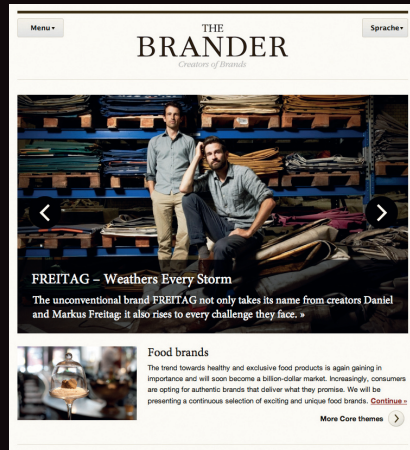 Menu
Sprache
THE
BRANDER
Creators of Brands
FREITAG – Weathers Every Storm
The unconventional brand FREITAG not only takes its name from creators Daniel
and Markus Freitag: it also rises to every challenge they face. »
Food brands
The trend towards healthy and exclusive food products is again gaining in
importance and will soon become a billion-dollar market. Increasingly, consumers
are opting for authentic brands that deliver what they promise. We will be
presenting a continuous selection of exciting and unique food brands. Continue »
More Core themes